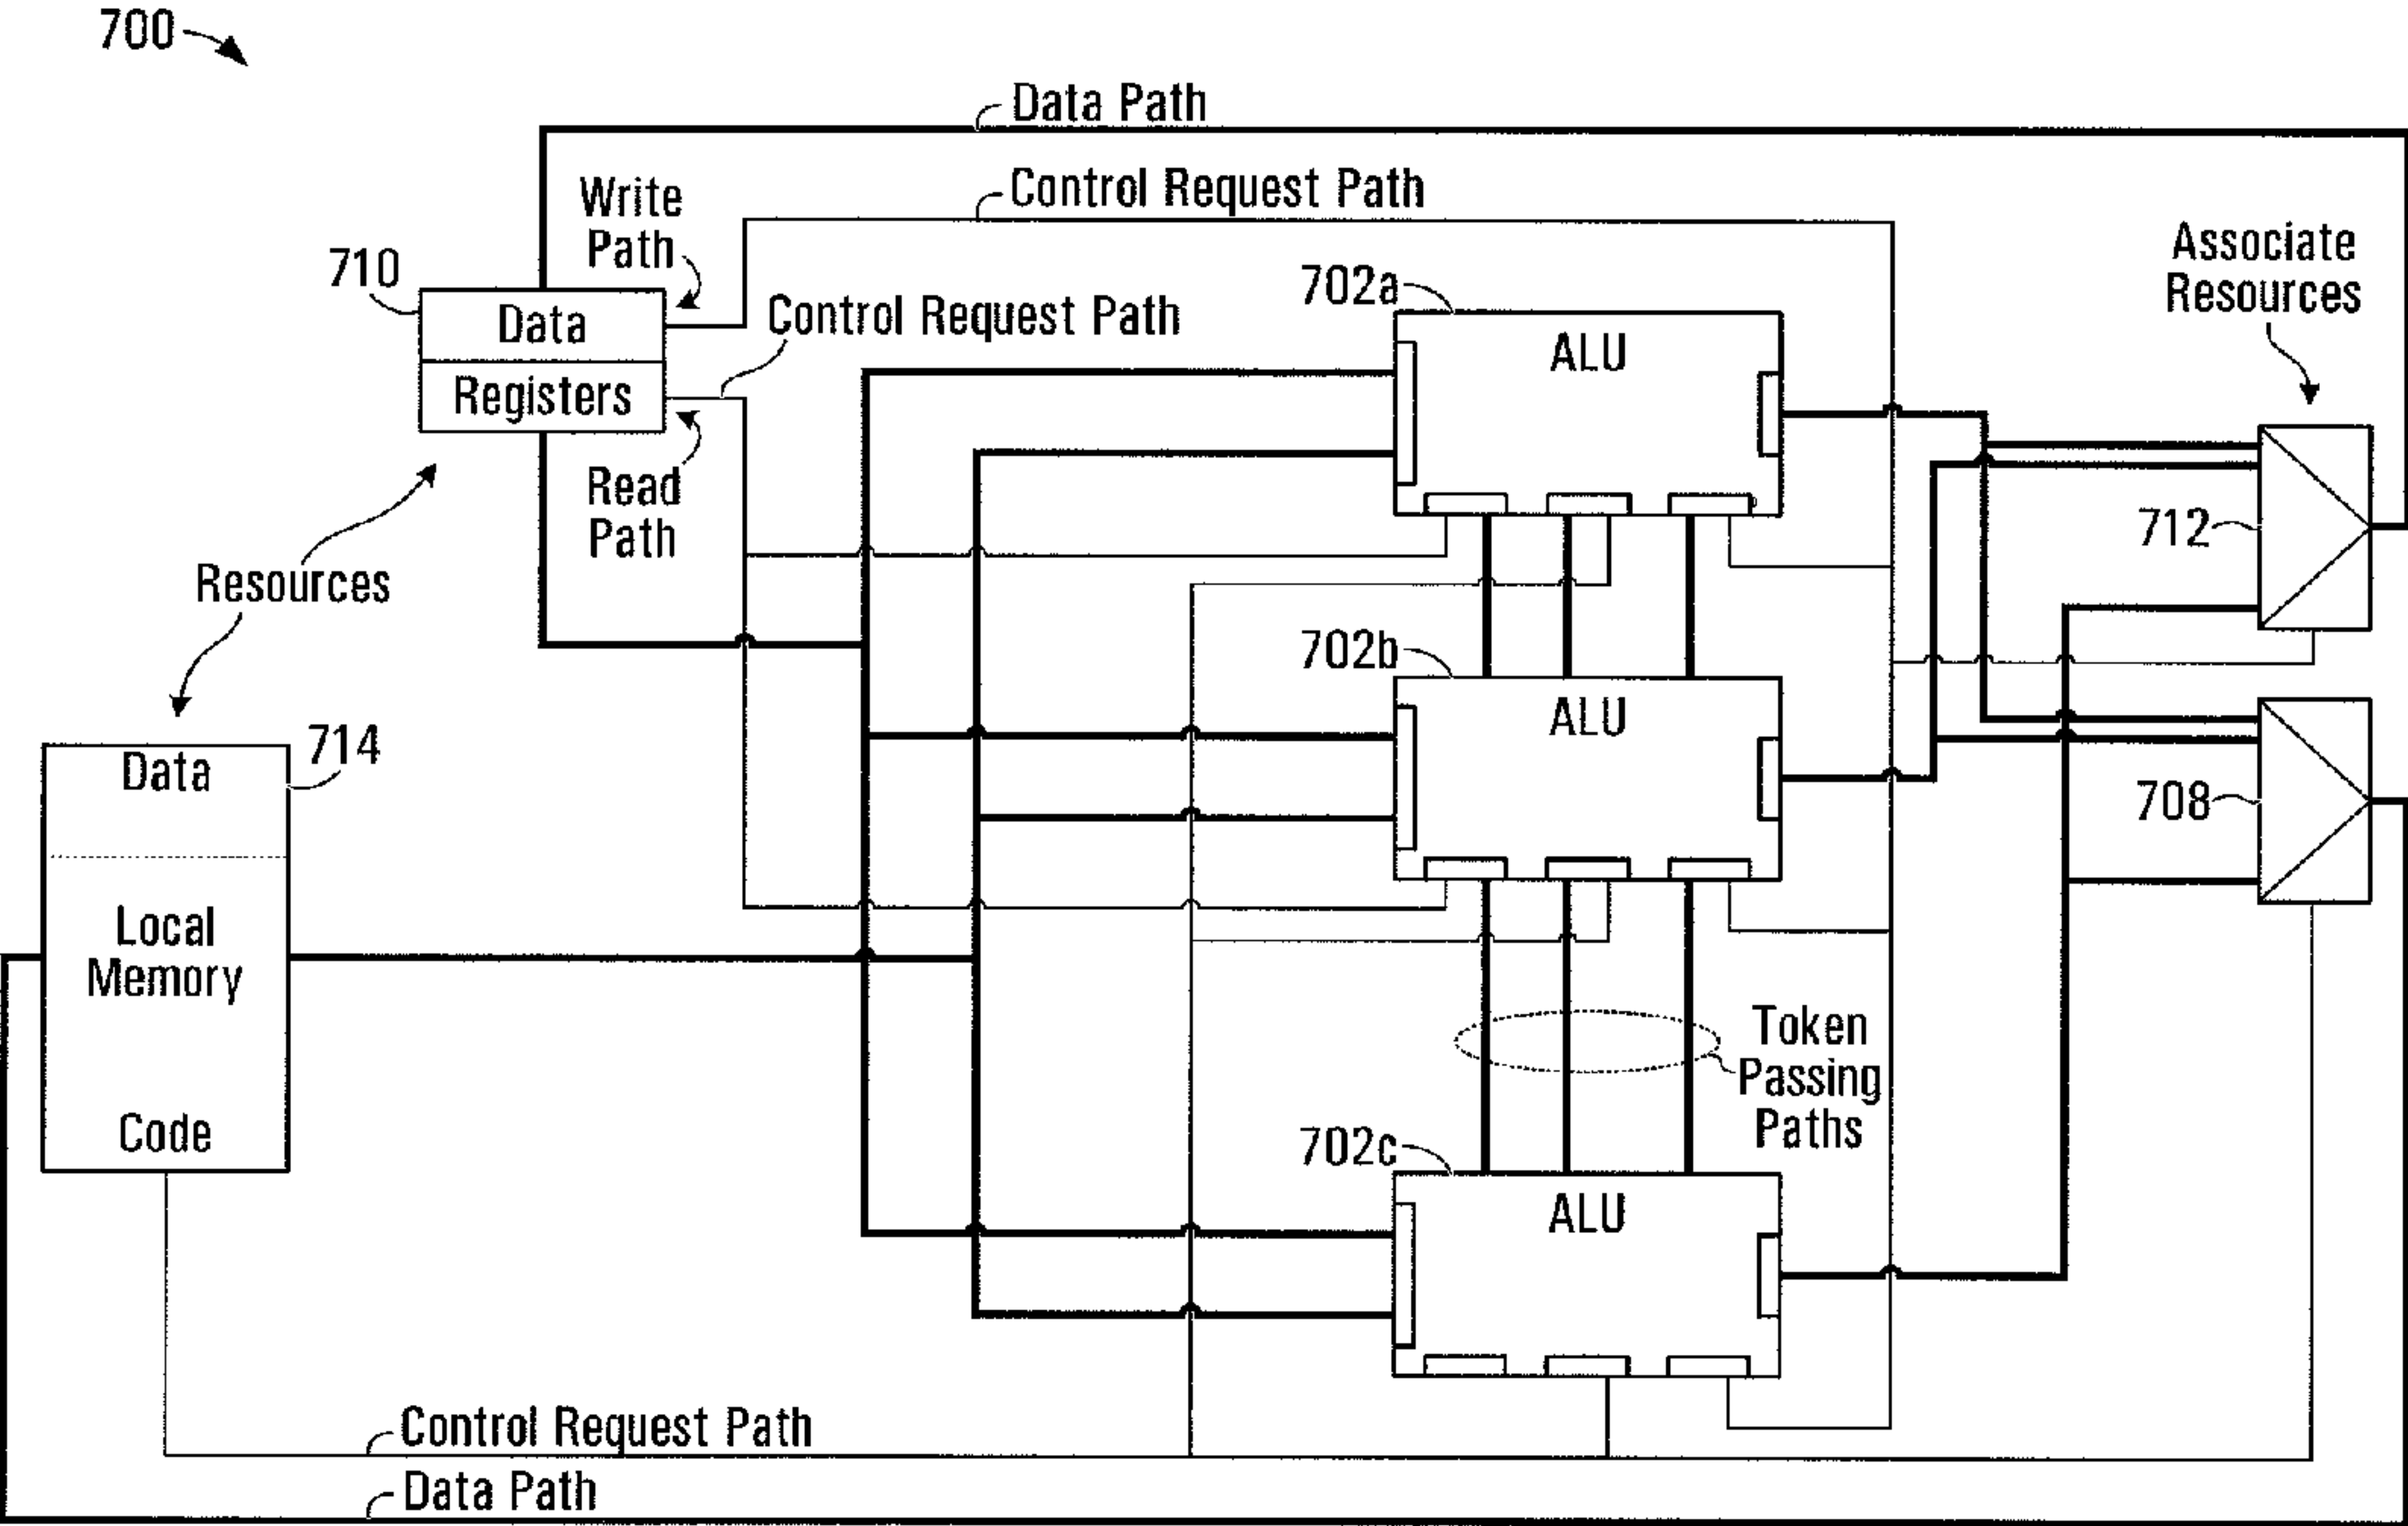 700
Data Path
Control Request Path
Write
Path
710
Data
Registers
Control Request Path
Read
Path
Resources
702a
ALU
Associate
Resources
712
702b
ALU
708
714
Data
Local
Memory
Code
Token
Passing
Paths
702c
ALU
Control Request Path
Data Path